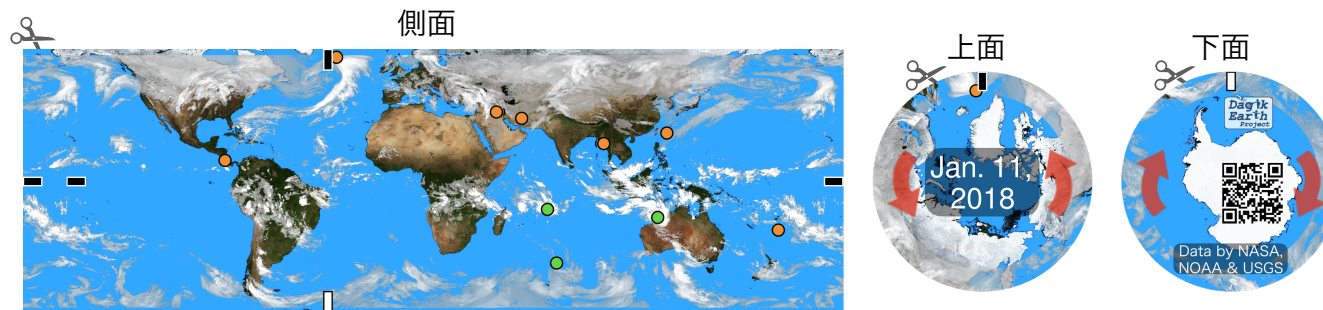 側面
上面
下面
Jan. 11,
2018
Dagik
Earth
Project
Data by NASA,
NOAA & USGS